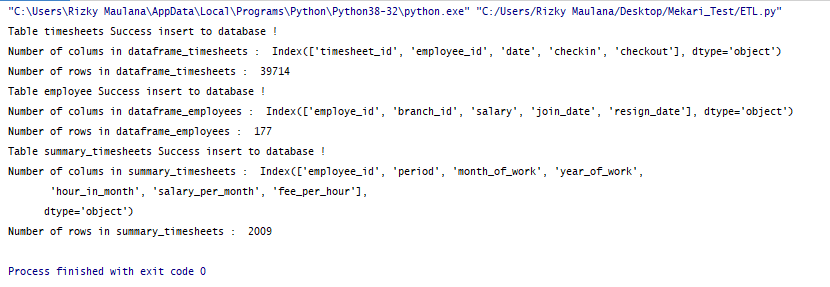 "C:\Users\Rizky Maulana\AppData\Local\Programs\Python\Python38-32\python.exe" "C:/Users/Rizky Maulana/Desktop/Mekari_Test/ETL.py"
Table timesheets Success insert to database !
Number of colums in dataframe_timesheets :  Index(['timesheet_id', 'employee_id', 'date', 'checkin', 'checkout'], dtype='object')
Number of rows in dataframe_timesheets :  39714
Table employee Success insert to database !
Number of colums in dataframe_employees :  Index(['employe_id', 'branch_id', 'salary', 'join_date', 'resign_date'], dtype='object')
Number of rows in dataframe_employees :  177
Table summary_timesheets Success insert to database !
Number of colums in summary_timesheets :  Index(['employee_id', 'period', 'month_of_work', 'year_of_work',
       'hour_in_month', 'salary_per_month', 'fee_per_hour'],
      dtype='object')
Number of rows in summary_timesheets :  2009
Process finished with exit code 0